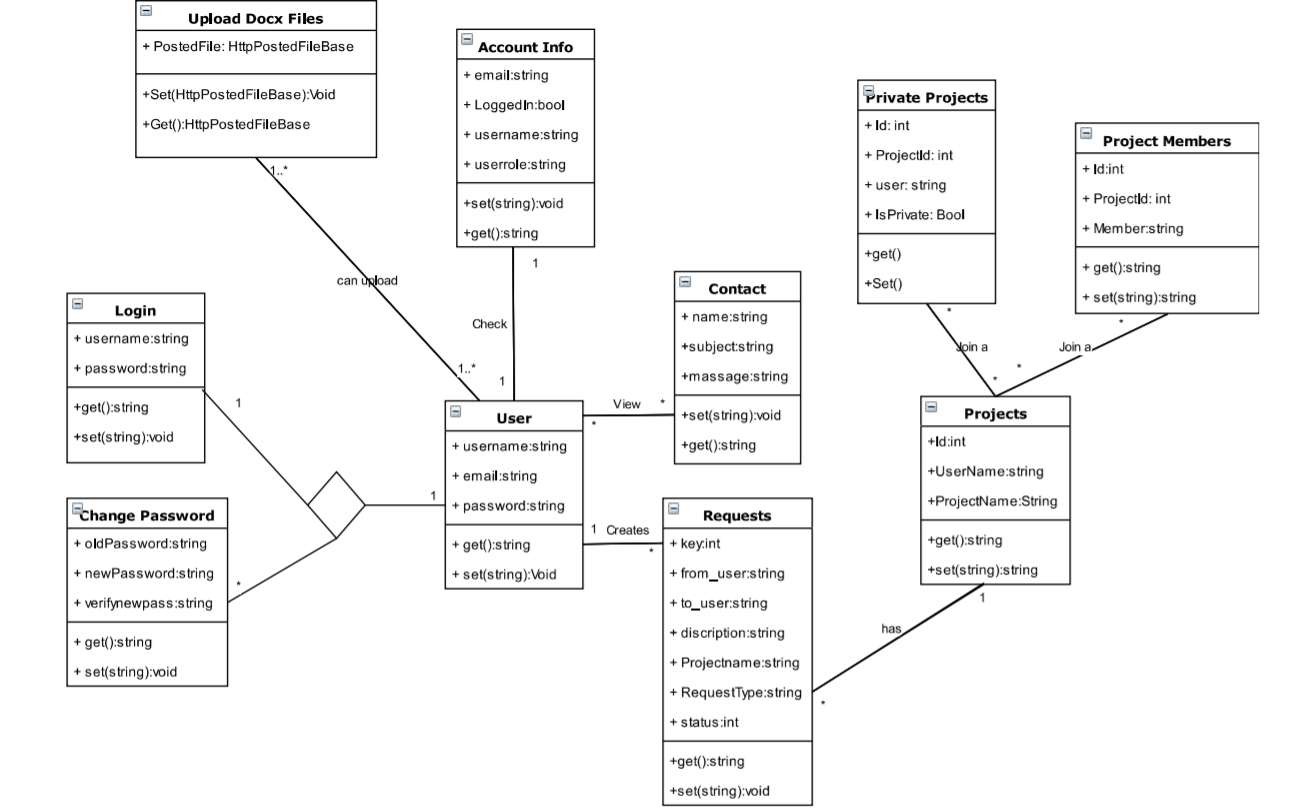 Upload Docx Files
+ PostedFile: HttpPostedFileBase
+Set(HttpPostedFileBase):Void
+Get():HttpPostedFileBase
1..*
can upload
1..*
Account Info
+ email:string
+ LoggedIn:bool
+ username:string
+ userrole:string
+set(string):void
+get():string
1
Check
1
Private Projects
+ Id: int
+ ProjectId: int
+ user: string
+ IsPrivate: Bool
+get()
+Set()
*
Join a
*
Project Members
+ Id:int
+ ProjectId: int
+ Member:string
+ get():string
+ set(string):string
*
Join a
*
Login
+ username:string
+ password:string
+get():string
+set(string):void
1
Contact
+ name:string
+subject:string
+massage:string
+set(string):void
+get():string
View
*
*
User
+ username:string
+ email:string
+ password:string
+ get():string
+ set(string):Void
1
Change Password
+ oldPassword:string
+ newPassword:string
+ verifynewpass:string
+ get():string
+ set(string):void
*
1
Creates
*
Requests
+ key:int
+ from_user:string
+ to_user:string
+ discription:string
+ Projectname:string
+ RequestType:string
+ status:int
+get():string
+set(string):void
Projects
+Id:int
+UserName:string
+ProjectName:String
+get():string
+set(string):string
1
has
*